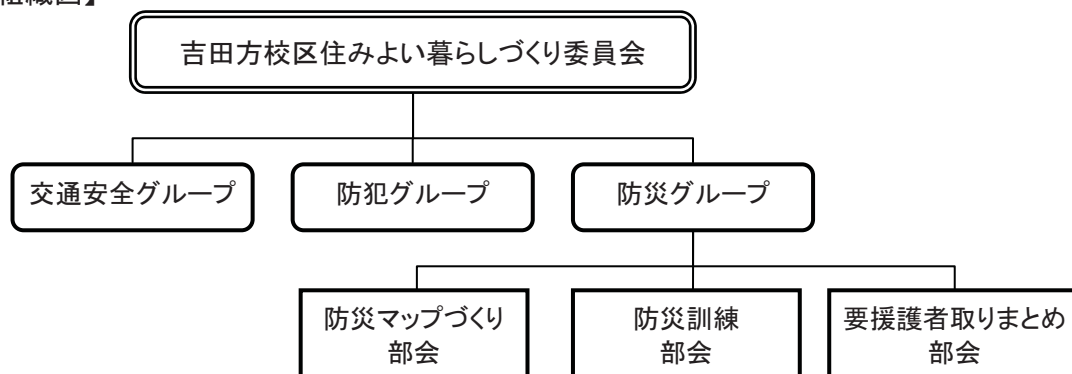 組織図】
吉田方校区住みよい暮らしづくり委員会
交通安全グループ
防犯グループ
防災グループ
防災マップづくり
部会
防災訓練
部会
要援護者取りまとめ
部会